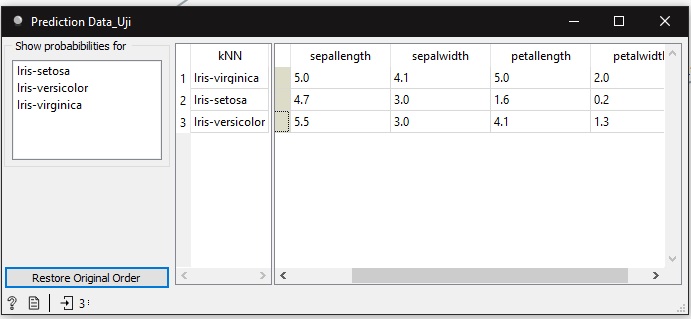 Prediction Data_Uji
Show probabibilities for
Iris-setosa
Iris-versicolor
Iris-virginica
Restore Original Order
kNN sepallength sepalwidth petallength petalwidtl
1 Iris-virginica 5.0 4.1 5.0 2.0
2 Iris-setosa 4.7 3.0 1.6 0.2
3 Iris-versicolor 5.5 3.0 4.1 1.3
? 3